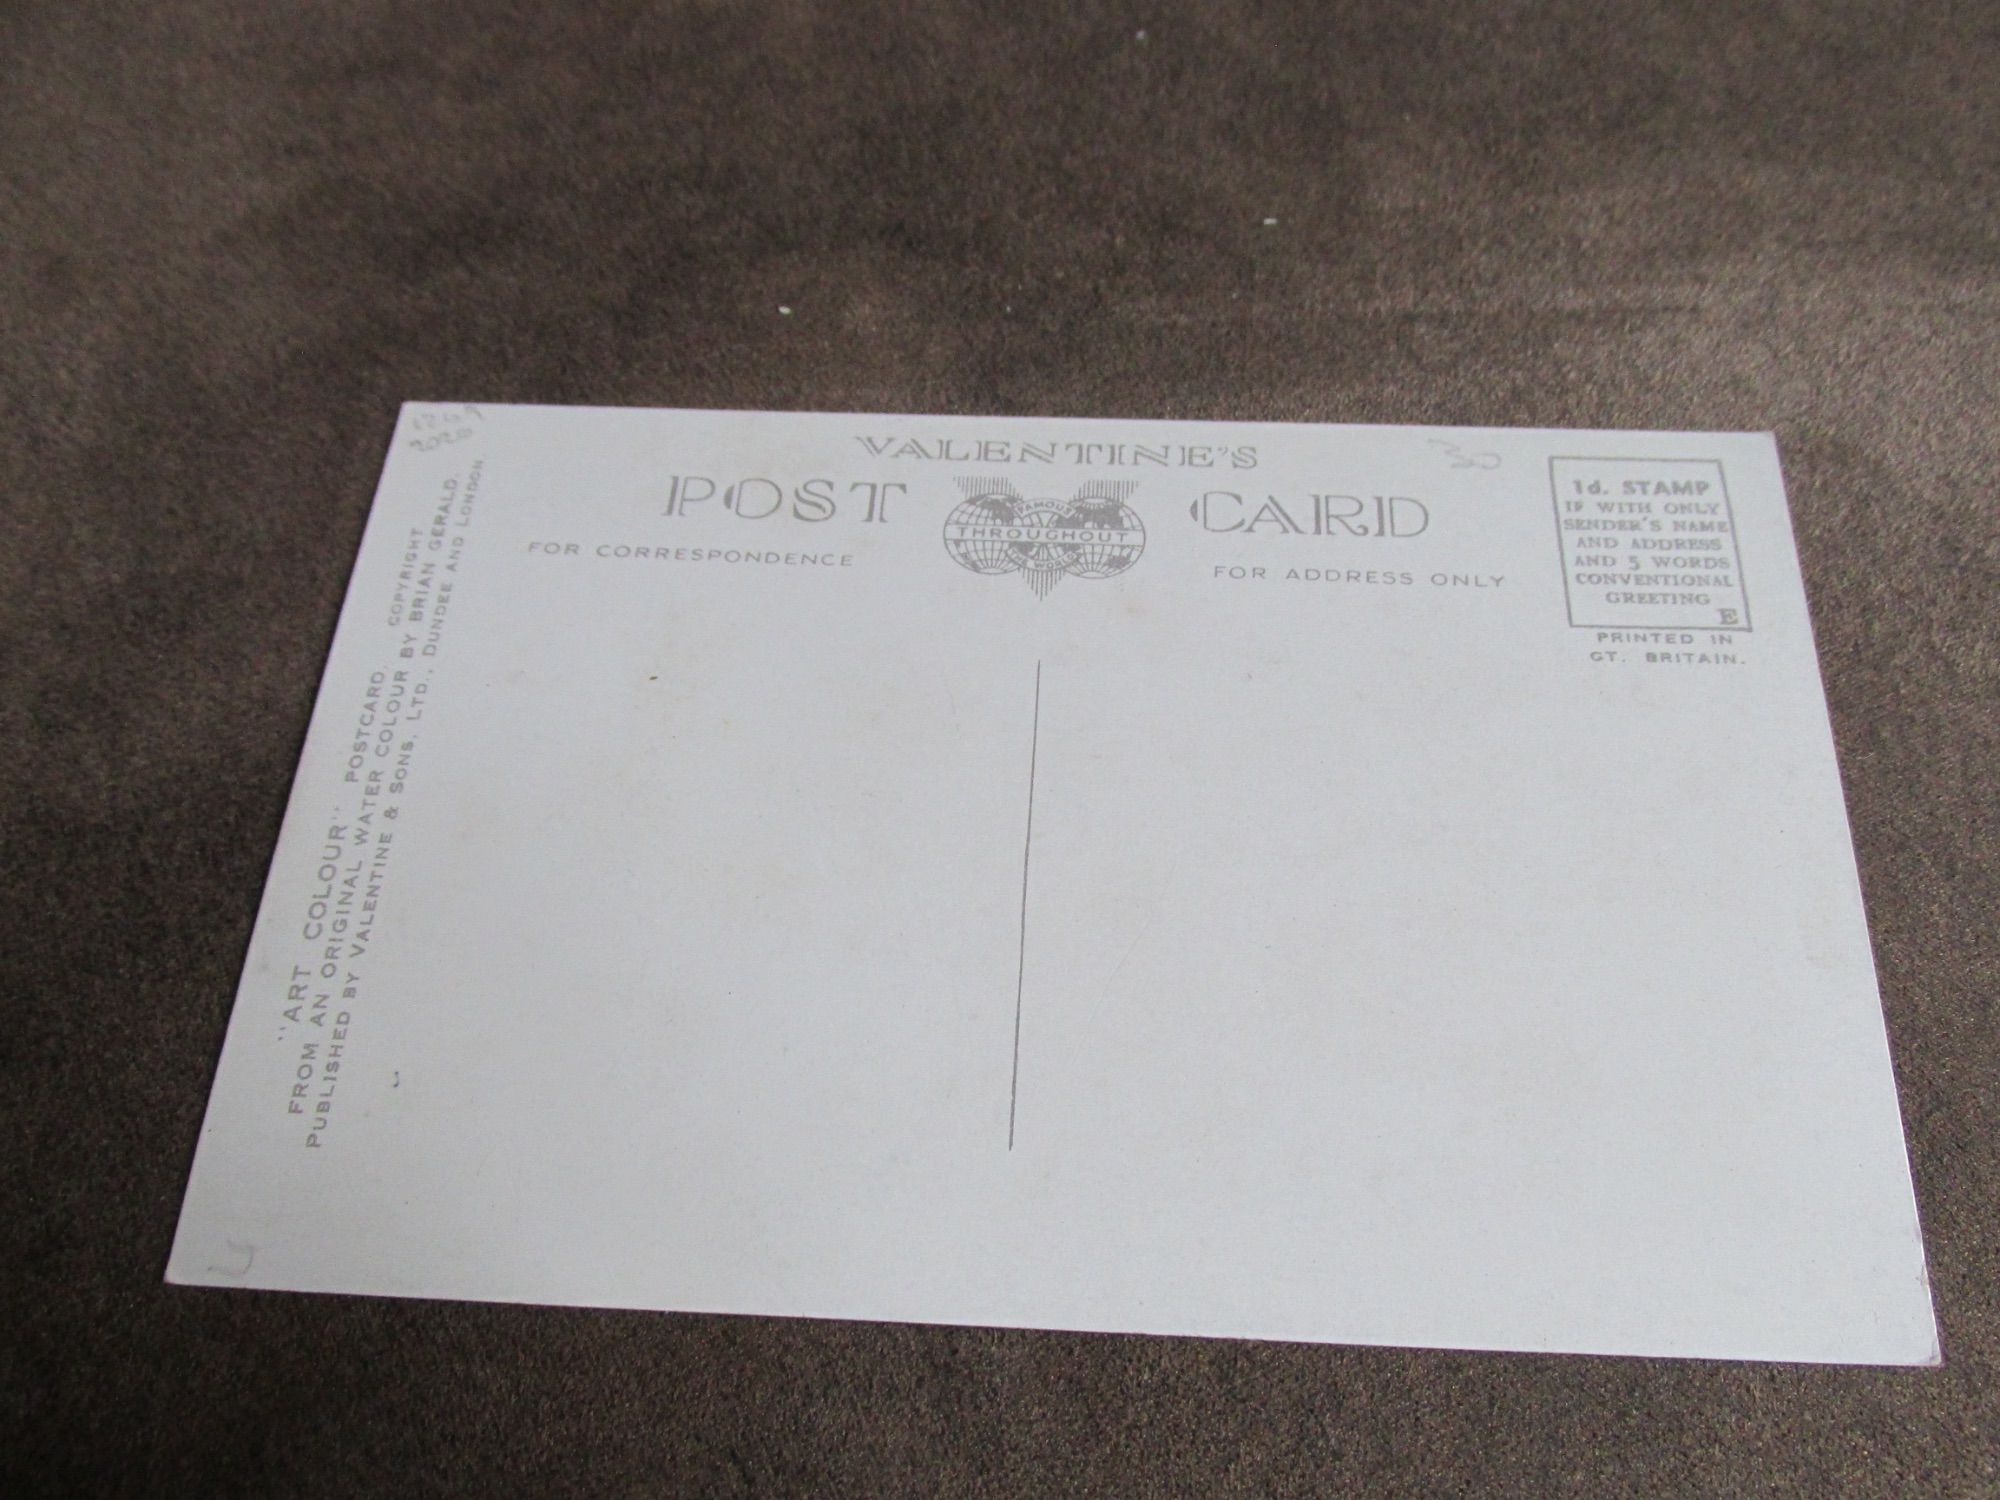 VALENTINE'S
POST CARD
FAMOUS
THROUGHOUT
THE WORLD
FOR CORRESPONDENCE
FOR ADDRESS ONLY
30
1d. STAMP
IF WITH ONLY
SENDER'S NAME
AND ADDRESS
AND 5 WORDS
CONVENTIONAL
GREETING
E
PRINTED IN
GT. BRITAIN.
"ART COLOUR" POSTCARD. COPYRIGHT
FROM AN ORIGINAL WATER COLOUR BY BRIAN GERALD.
PUBLISHED BY VALENTINE & SONS, LTD., DUNDEE AND LONDON.